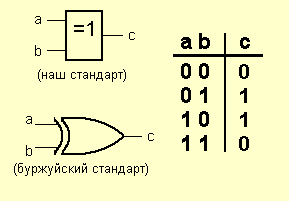 a
=1
b
c
(наш стандарт)
a
b
c
(буржуйский стандарт)
a b c
0 0 0
0 1 1
1 0 1
1 1 0